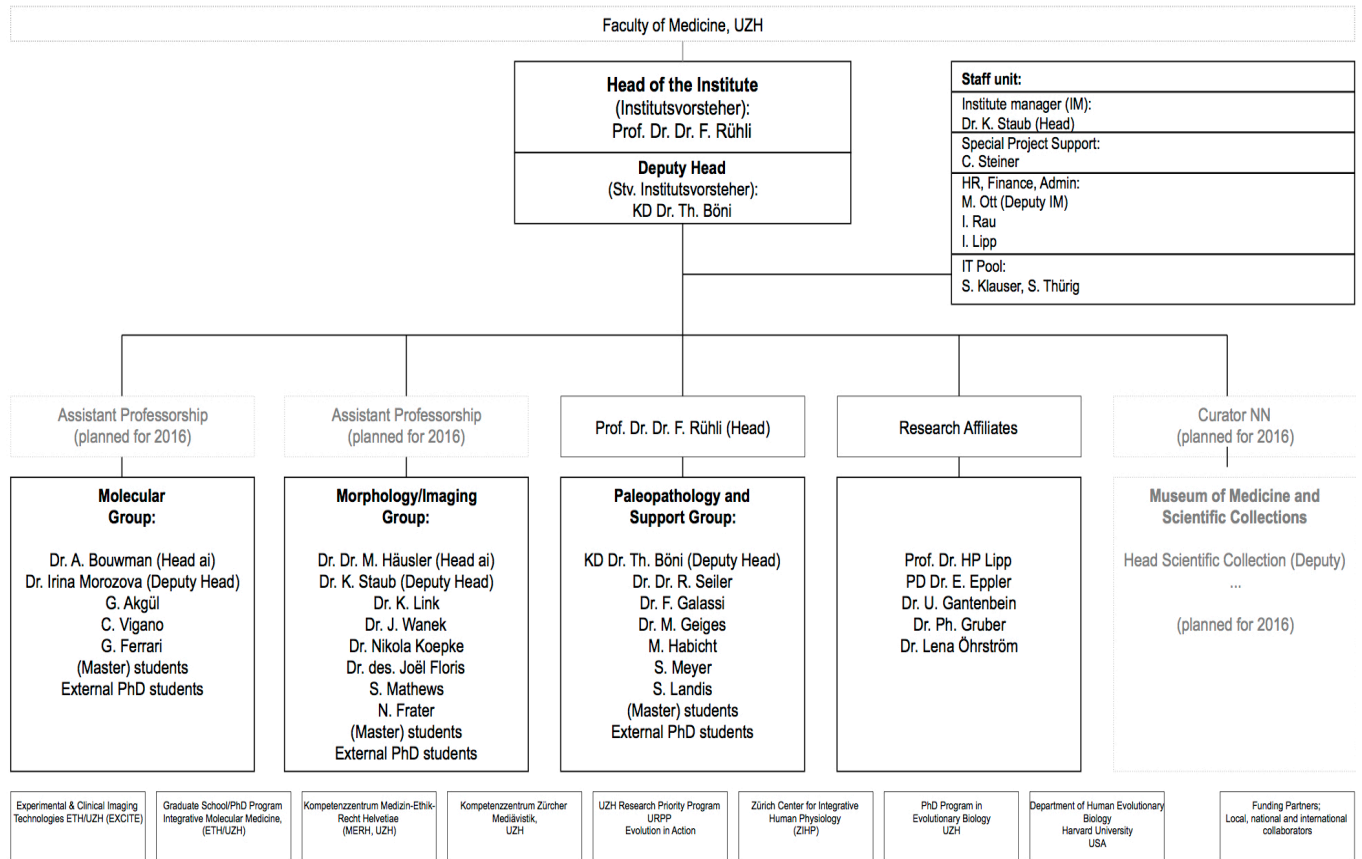 Faculty of Medicine, UZH
Head of the Institute
(Institutsvorsteher):
Prof. Dr. Dr. F. Rühli
Deputy Head
(Stv. Institutsvorsteher):
KD Dr. Th. Böni
Staff unit:
Institute manager (IM):
Dr. K. Staub (Head)
Special Project Support:
C. Steiner
HR, Finance, Admin:
M. Ott (Deputy IM)
I. Rau
I. Lipp
IT Pool:
S. Klauser, S. Thürig
Assistant Professorship
(planned for 2016)
Assistant Professorship
(planned for 2016)
Prof. Dr. Dr. F. Rühli (Head)
Research Affiliates
Curator NN
(planned for 2016)
Molecular
Group:
Dr. A. Bouwman (Head ai)
Dr. Irina Morozova (Deputy Head)
G. Akgül
C. Vigano
G. Ferrari
(Master) students
External PhD students
Morphology/Imaging
Group:
Dr. Dr. M. Häusler (Head ai)
Dr. K. Staub (Deputy Head)
Dr. K. Link
Dr. J. Wanek
Dr. Nikola Koepke
Dr. des. Joël Floris
S. Mathews
N. Frater
(Master) students
External PhD students
Paleopathology and
Support Group:
KD Dr. Th. Böni (Deputy Head)
Dr. Dr. R. Seiler
Dr. F. Galassi
Dr. M. Geiges
M. Habicht
S. Meyer
S. Landis
(Master) students
External PhD students
Prof. Dr. HP Lipp
PD Dr. E. Eppler
Dr. U. Gantenbein
Dr. Ph. Gruber
Dr. Lena Öhrström
Museum of Medicine and
Scientific Collections
Head Scientific Collection (Deputy)
...
(planned for 2016)
Experimental & Clinical Imaging
Technologies ETH/UZH (EXCITE)
Graduate School/PhD Program
Integrative Molecular Medicine,
(ETH/UZH)
Kompetenzzentrum Medizin-Ethik-
Recht Helvetiae
(MERH, UZH)
Kompetenzzentrum Zürcher
Mediävistik,
UZH
UZH Research Priority Program
URPP
Evolution in Action
Zürich Center for Integrative
Human Physiology
(ZIHP)
PhD Program in
Evolutionary Biology
UZH
Department of Human Evolutionary
Biology
Harvard University
USA
Funding Partners;
Local, national and international
collaborators